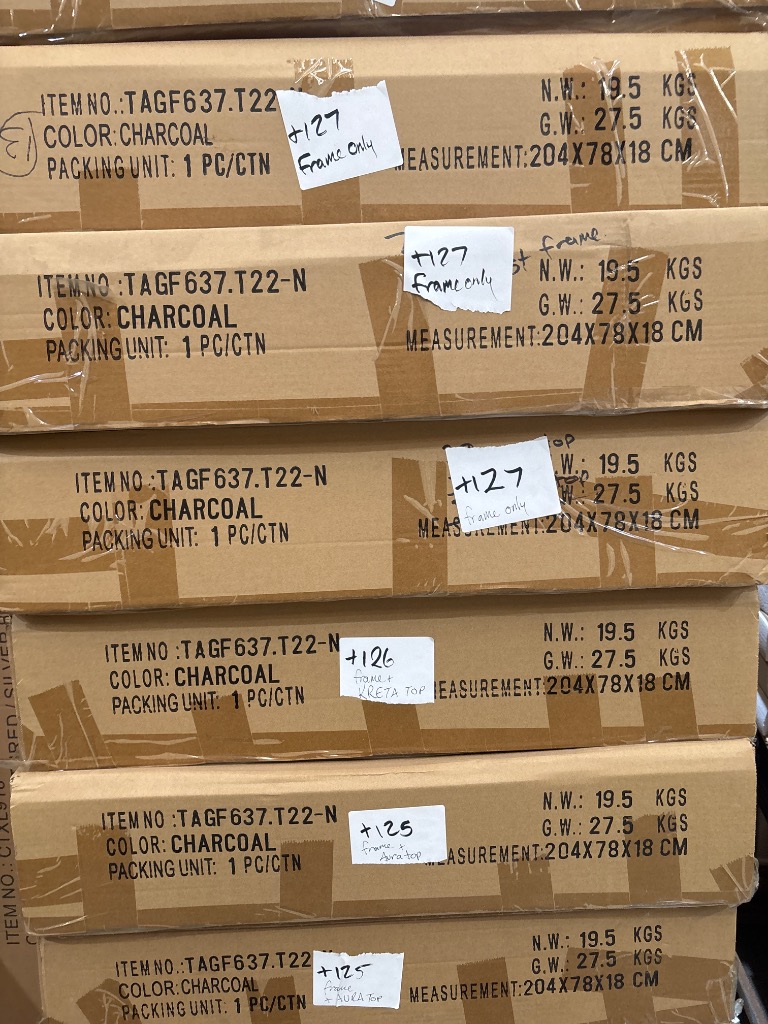 ITEM NO.:TAGF637.T22
COLOR: CHARCOAL
PACKING UNIT: 1 PC/CTN
+127
Frame only
N.W.: 19.5 KGS
G.W.: 27.5 KGS
MEASUREMENT:204X78X18 CM
ITEM NO :TAGF637.T22-N
COLOR: CHARCOAL
PACKING UNIT: 1 PC/CTN
+127
Frame only
frame
N.W.: 19.5 KGS
G.W.: 27.5 KGS
MEASUREMENT:204X78X18 CM
ITEM NO :TAGF637.T22-N
COLOR: CHARCOAL
PACKING UNIT: 1 PC/CTN
+127
frame only
W.: 19.5 KGS
W.: 27.5 KGS
MEASUREMENT:204X78X18 CM
ITEM NO :TAGF637.T22-N
COLOR: CHARCOAL
PACKING UNIT: 1 PC/CTN
+126
frame +
KRETA TOP
N.W.: 19.5 KGS
G.W.: 27.5 KGS
EASUREMENT:204X78X18 CM
ITEM NO :TAGF637.T22-N
COLOR: CHARCOAL
PACKING UNIT: 1 PC/CTN
+125
frame +
Aura top
N.W.: 19.5 KGS
G.W.: 27.5 KGS
EASUREMENT:204X78X18 CM
ITEM NO.:TAGF637.T22
COLOR: CHARCOAL
PACKING UNIT: 1 PC/CTN
+125
frame
+ AURA TOP
N.W.: 19.5 KGS
G.W.: 27.5 KGS
MEASUREMENT:204X78X18 CM
ITEM NO.: